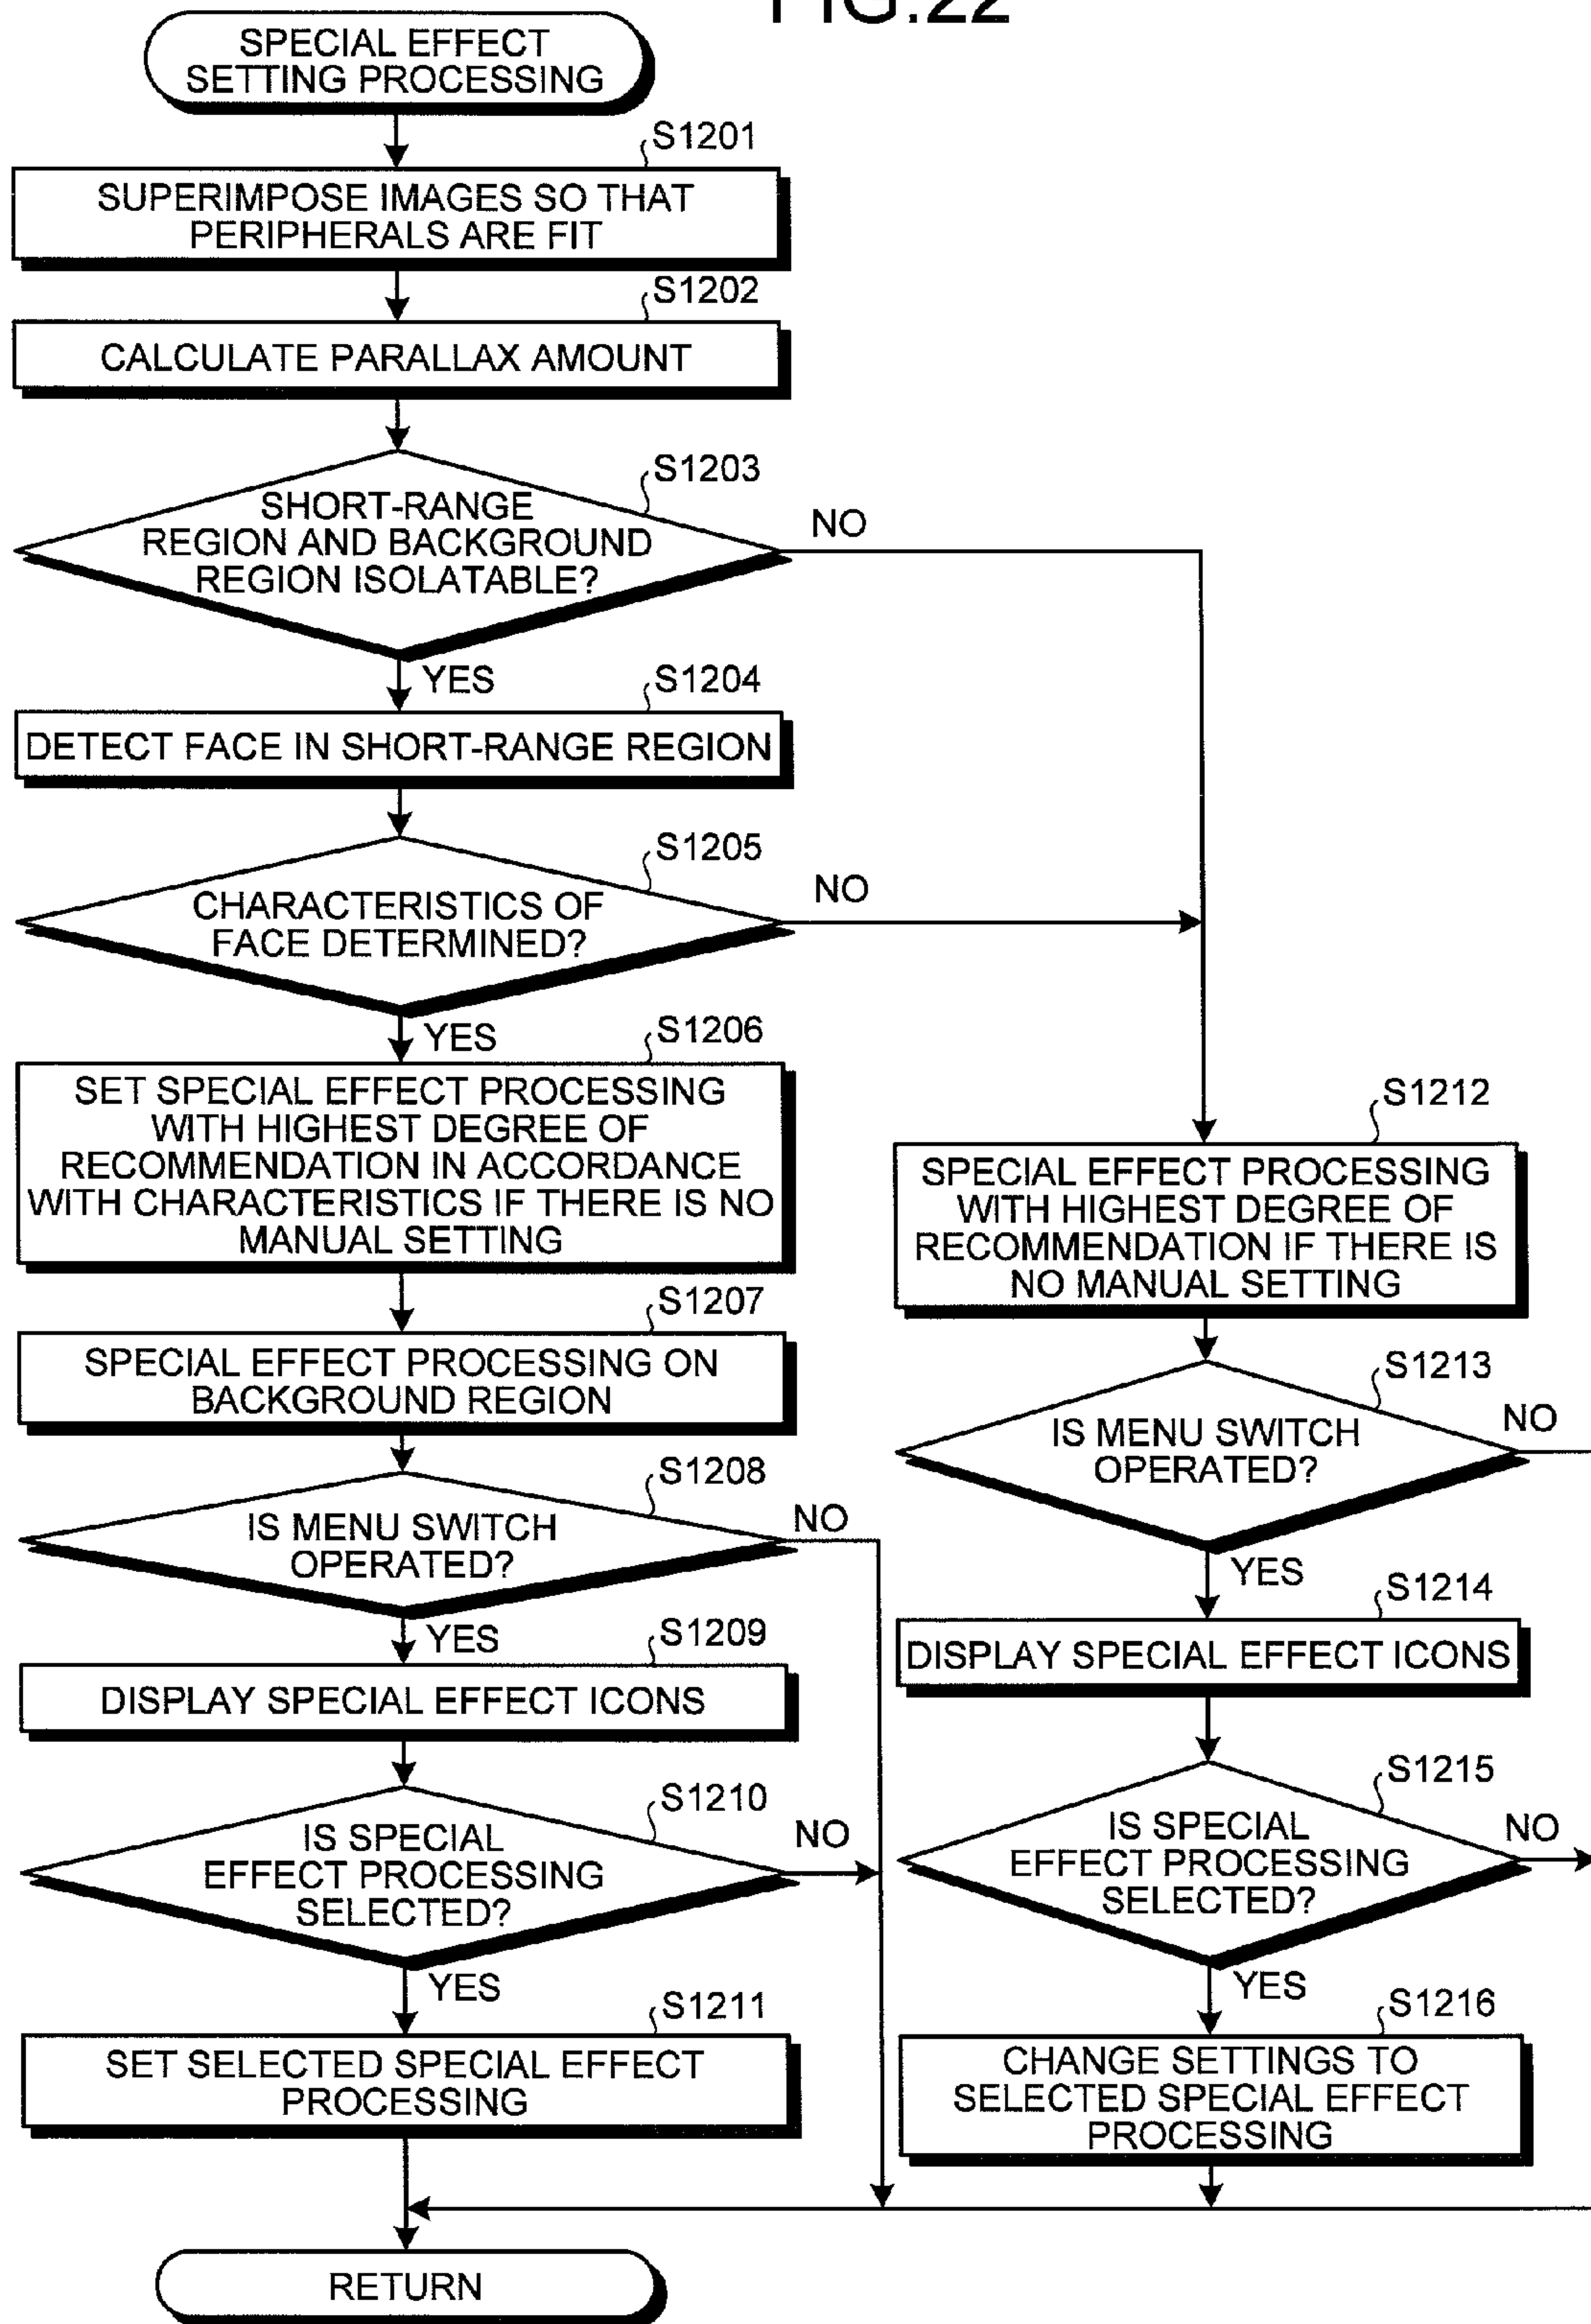 FIG.22
SPECIAL EFFECT
SETTING PROCESSING
S1201
SUPERIMPOSE IMAGES SO THAT
PERIPHERALS ARE FIT
S1202
CALCULATE PARALLAX AMOUNT
S1203
SHORT-RANGE
REGION AND BACKGROUND
REGION ISOLATABLE?
NO
YES
S1204
DETECT FACE IN SHORT-RANGE REGION
S1205
CHARACTERISTICS OF
FACE DETERMINED?
NO
YES
S1206
SET SPECIAL EFFECT PROCESSING
WITH HIGHEST DEGREE OF
RECOMMENDATION IN ACCORDANCE
WITH CHARACTERISTICS IF THERE IS NO
MANUAL SETTING
S1207
SPECIAL EFFECT PROCESSING ON
BACKGROUND REGION
S1208
IS MENU SWITCH
OPERATED?
NO
YES
S1209
DISPLAY SPECIAL EFFECT ICONS
S1210
IS SPECIAL
EFFECT PROCESSING
SELECTED?
NO
YES
S1211
SET SELECTED SPECIAL EFFECT
PROCESSING
S1212
SPECIAL EFFECT PROCESSING
WITH HIGHEST DEGREE OF
RECOMMENDATION IF THERE IS
NO MANUAL SETTING
S1213
IS MENU SWITCH
OPERATED?
NO
YES
S1214
DISPLAY SPECIAL EFFECT ICONS
S1215
IS SPECIAL
EFFECT PROCESSING
SELECTED?
NO
YES
S1216
CHANGE SETTINGS TO
SELECTED SPECIAL EFFECT
PROCESSING
RETURN